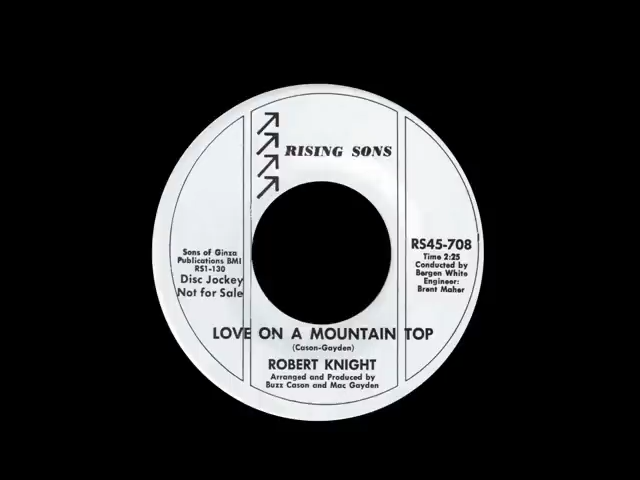 RISING SONS
Sons of Ginza
Publications BMI
RS1-130
Disc Jockey
Not for Sale
RS45-708
Time 2:25
Conducted by
Bergen White
Engineer:
Brent Maher
LOVE ON A MOUNTAIN TOP
(Cason-Gayden)
ROBERT KNIGHT
Arranged and Produced by
Buzz Cason and Mac Gayden